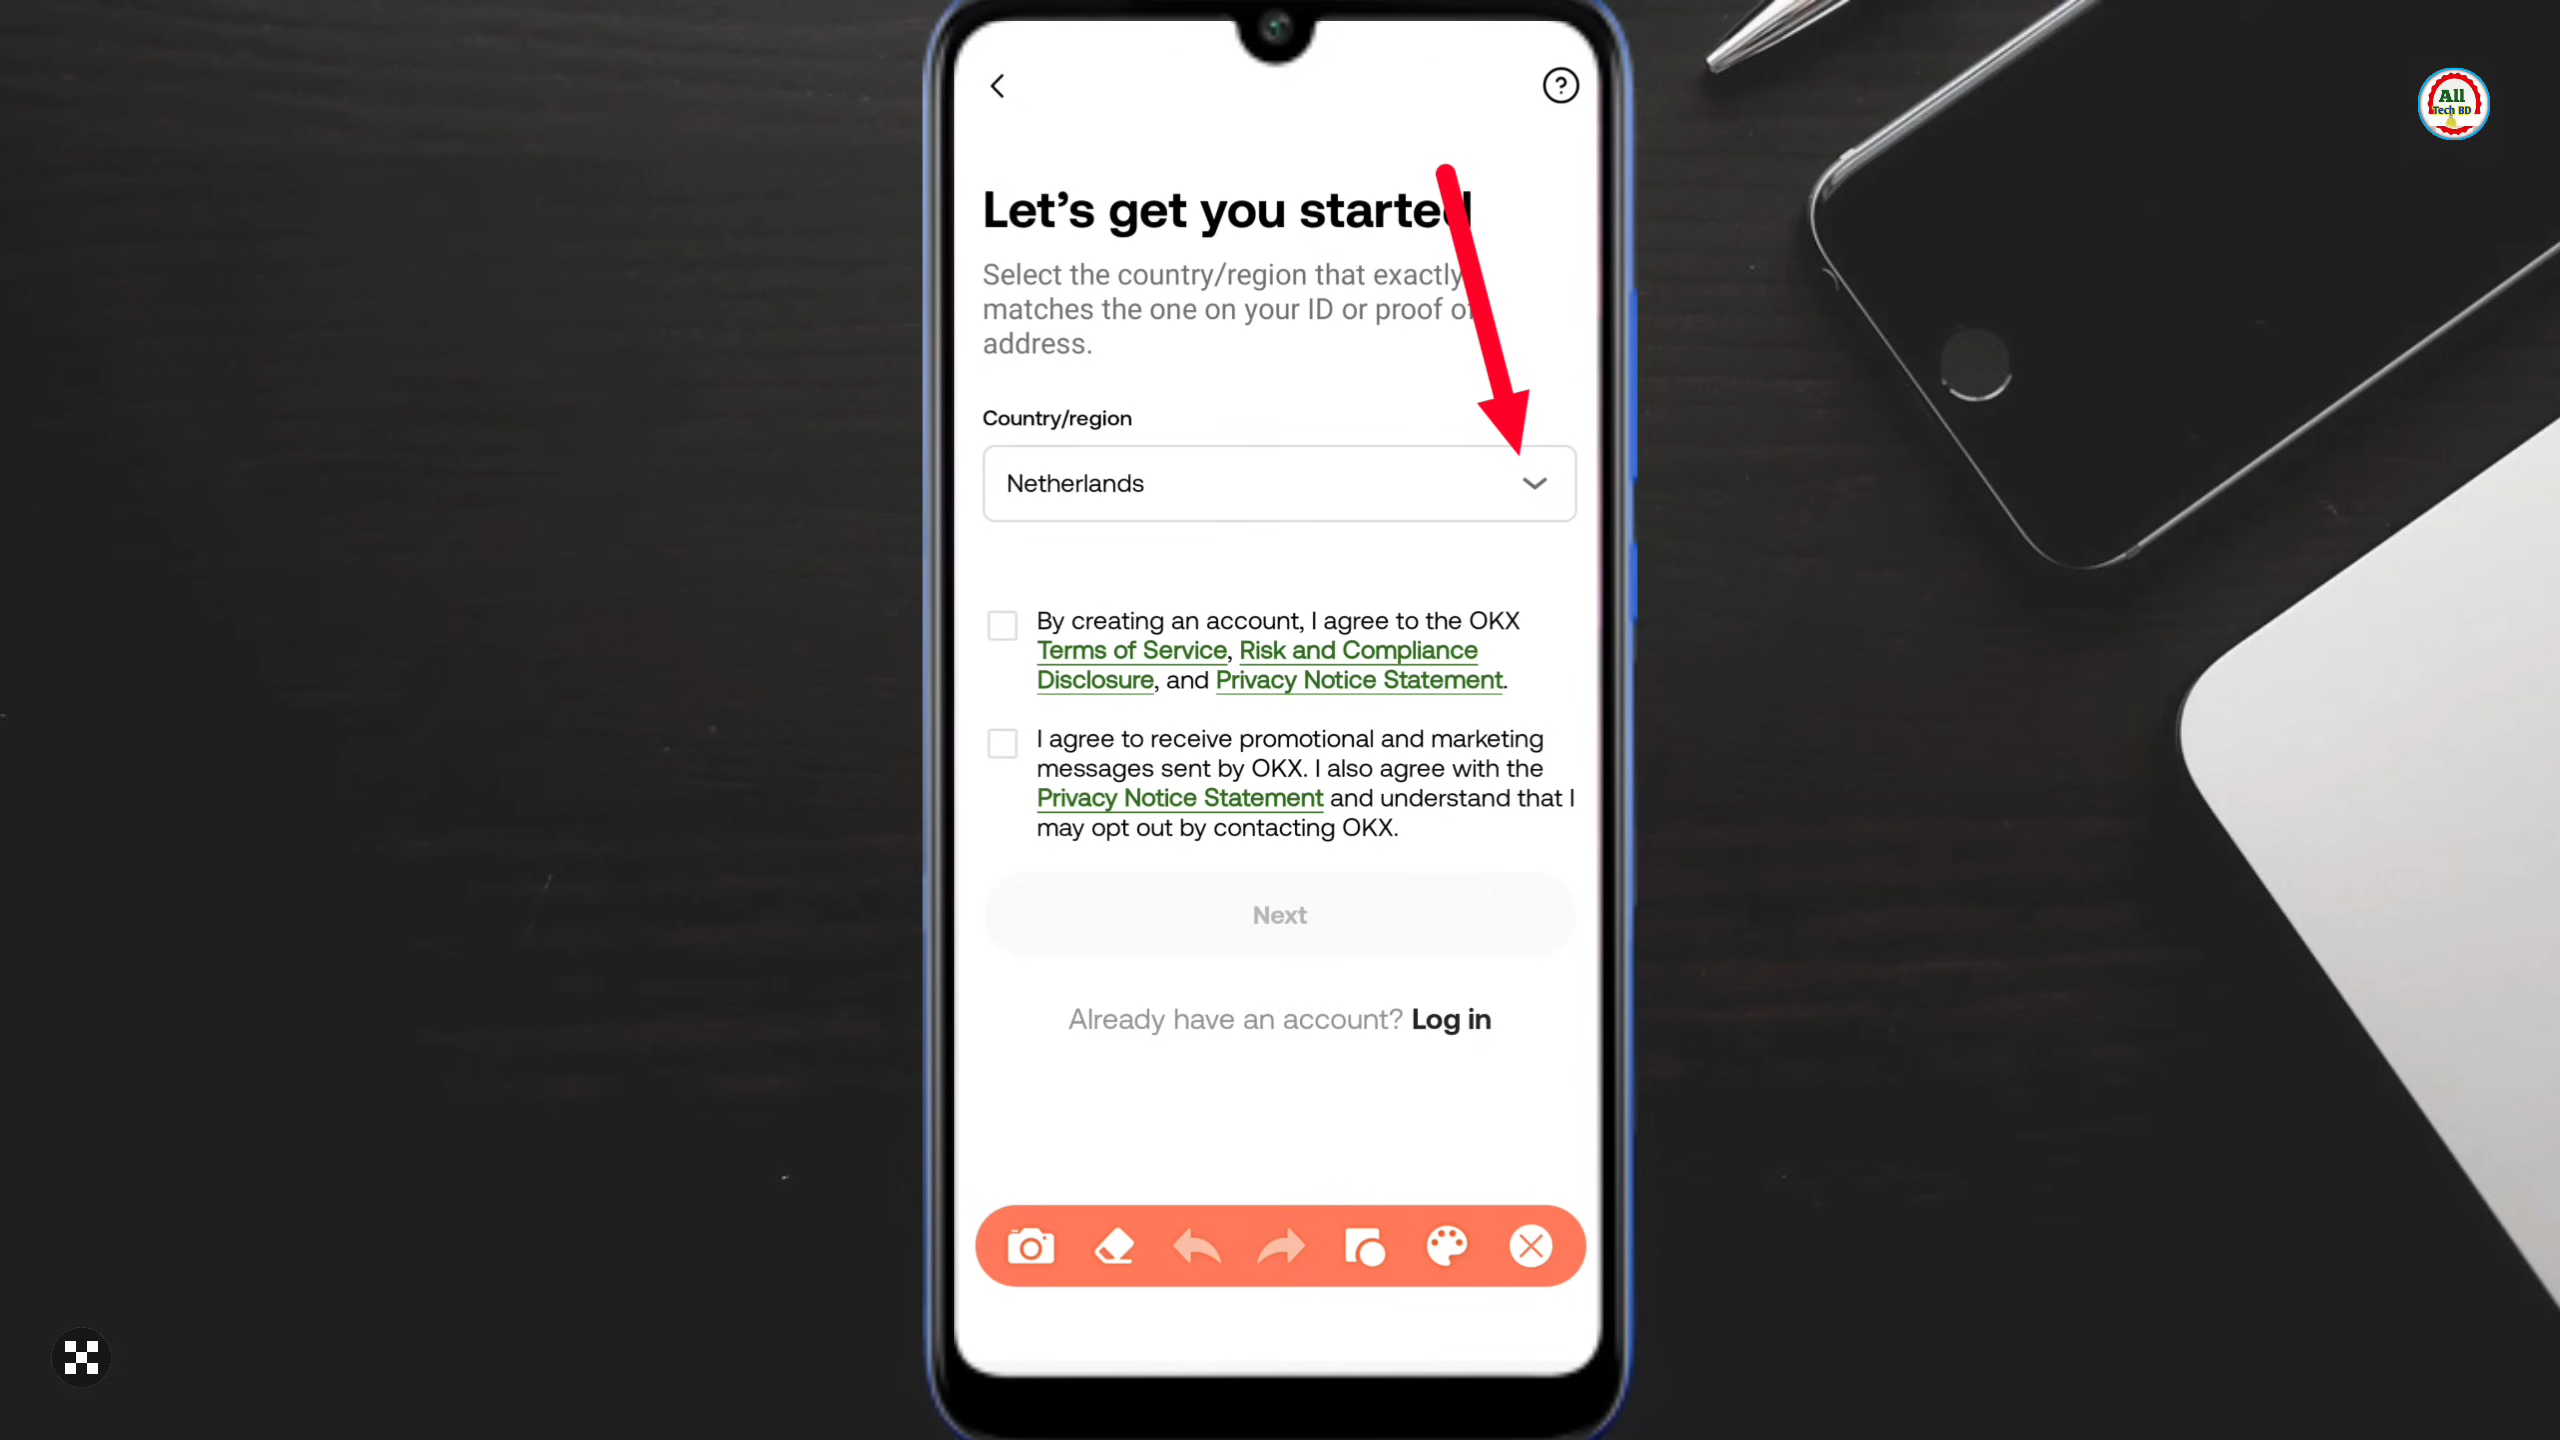 All
Tech BD
Let's get you started
Select the country/region that exactly
matches the one on your ID or proof of
address.
Country/region
Netherlands
By creating an account, I agree to the OKX
Terms of Service, Risk and Compliance
Disclosure, and Privacy Notice Statement.
I agree to receive promotional and marketing
messages sent by OKX. I also agree with the
Privacy Notice Statement and understand that I
may opt out by contacting OKX.
Next
Already have an account? Log in